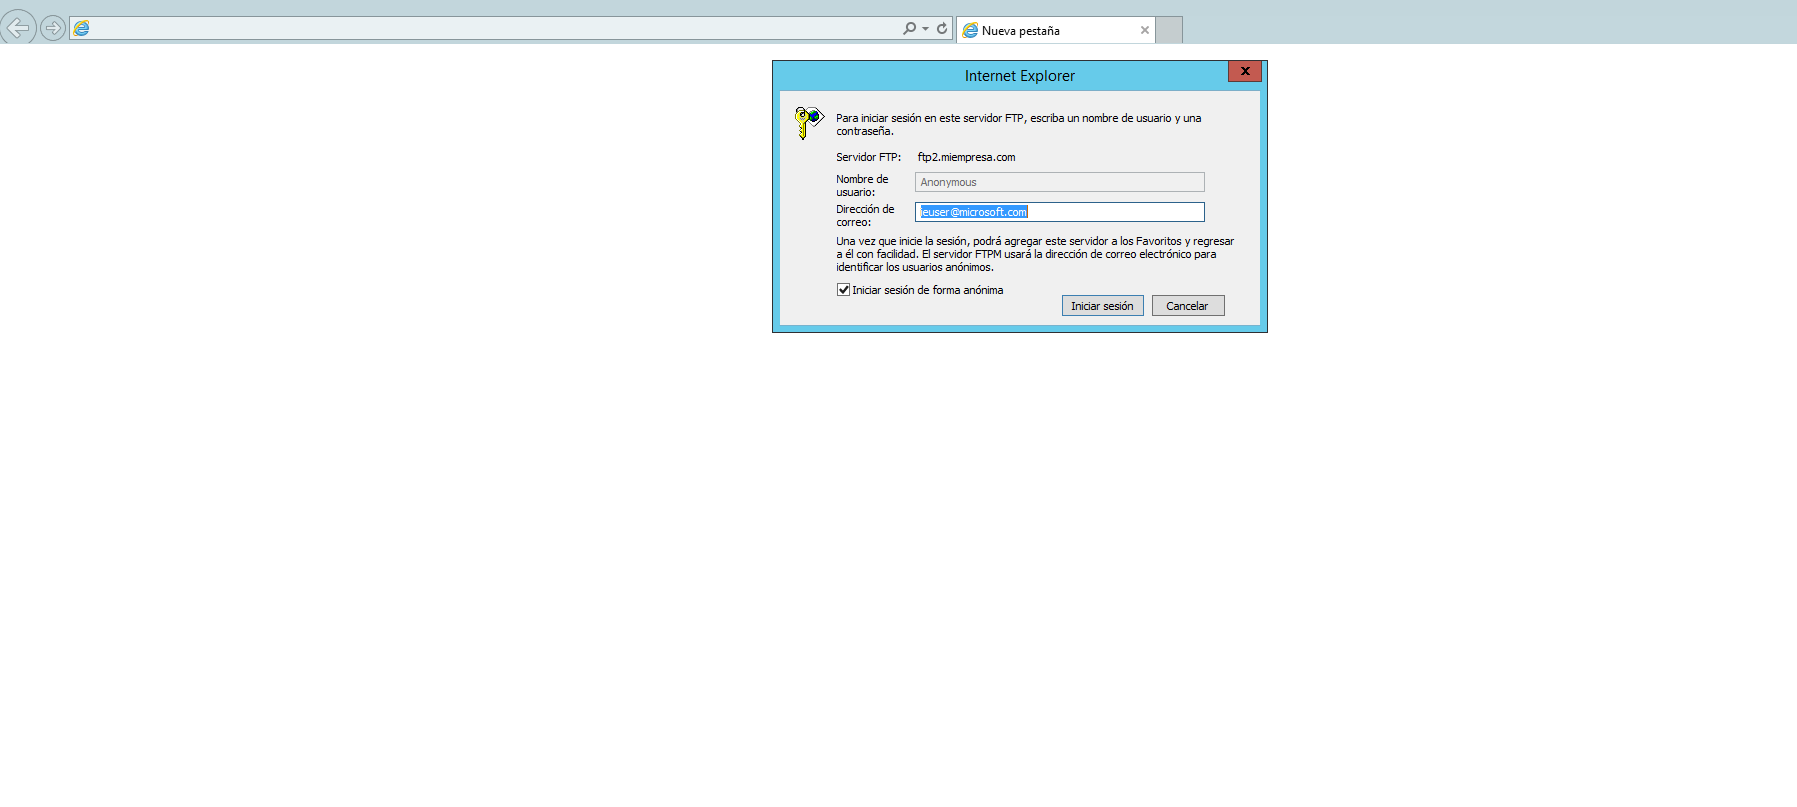 Nueva pestaña
Internet Explorer
Para iniciar sesión en este servidor FTP, escriba un nombre de usuario y una
contraseña.
Servidor FTP: ftp2.miempresa.com
Nombre de
usuario:
Anonymous
Dirección de
correo:
ieuser@microsoft.com
Una vez que inicie la sesión, podrá agregar este servidor a los Favoritos y regresar
a él con facilidad. El servidor FTPM usará la dirección de correo electrónico para
identificar los usuarios anónimos.
Iniciar sesión de forma anónima
Iniciar sesión Cancelar